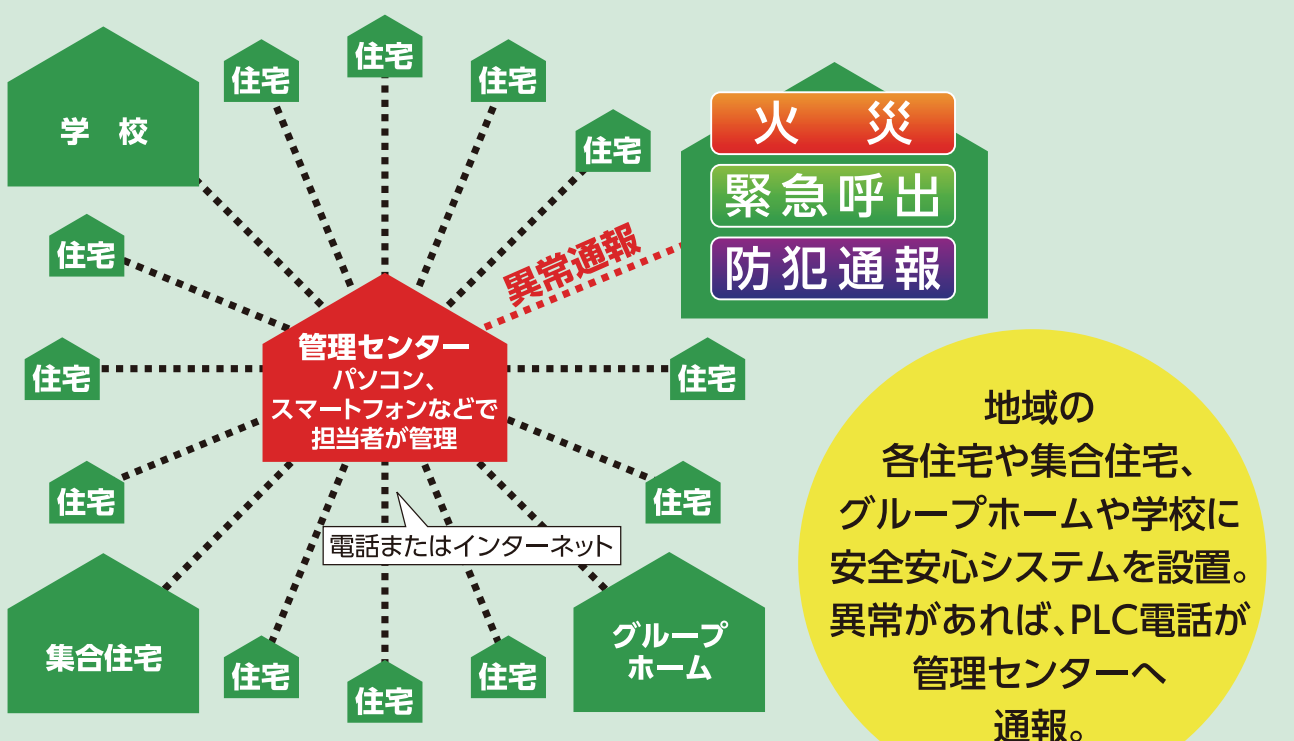 住宅
住宅
住宅
住宅
学 校
火 災
緊急呼出
防犯通報
異常通報
住宅
管理センター
パソコン、
スマートフォンなどで
担当者が管理
住宅
住宅
住宅
住宅
電話またはインターネット
集合住宅
住宅
住宅
住宅
グループ
ホーム
地域の
各住宅や集合住宅、
グループホームや学校に
安全安心システムを設置。
異常があれば、PLC電話が
管理センターへ
通報。